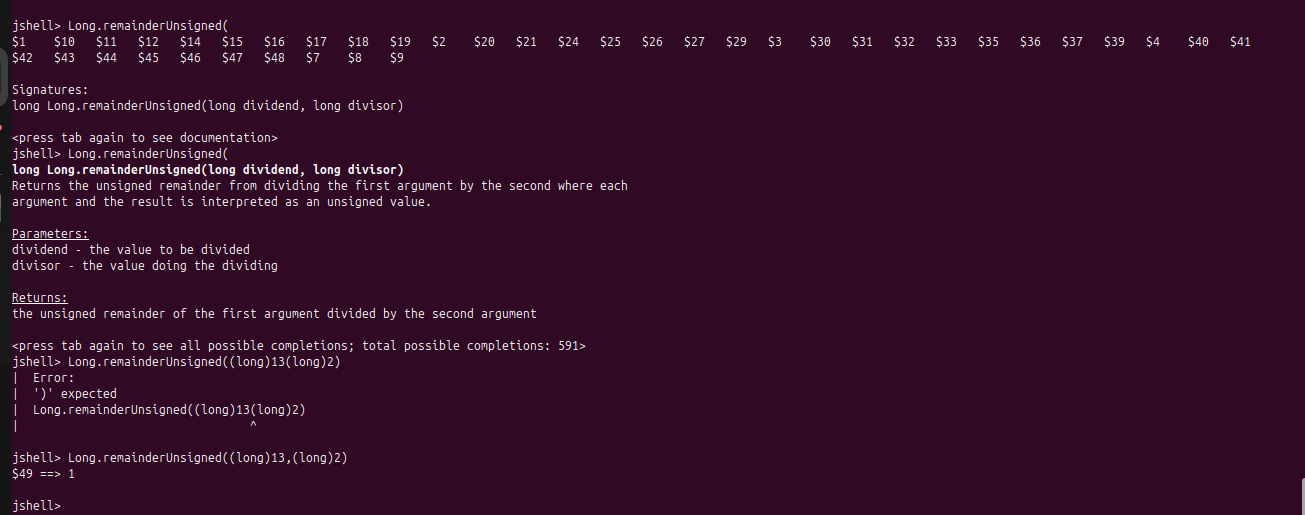 jshell> Long.remainderUnsigned(
$1 $10 $11 $12 $14 $15 $16 $17 $18 $19 $2 $20 $21 $24 $25 $26 $27 $29 $3 $30 $31 $32 $33 $35 $36 $37 $39 $4 $40 $41
$42 $43 $44 $45 $46 $47 $48 $7 $8 $9
Signatures:
long Long.remainderUnsigned(long dividend, long divisor)
<press tab again to see documentation>
jshell> Long.remainderUnsigned(
long Long.remainderUnsigned(long dividend, long divisor)
Returns the unsigned remainder from dividing the first argument by the second where each
argument and the result is interpreted as an unsigned value.
Parameters:
dividend - the value to be divided
divisor - the value doing the dividing
Returns:
the unsigned remainder of the first argument divided by the second argument
<press tab again to see all possible completions; total possible completions: 591>
jshell> Long.remainderUnsigned((long)13(long)2)
| Error:
| ')' expected
| Long.remainderUnsigned((long)13(long)2)
| ^
jshell> Long.remainderUnsigned((long)13,(long)2)
$49 ==> 1
jshell>